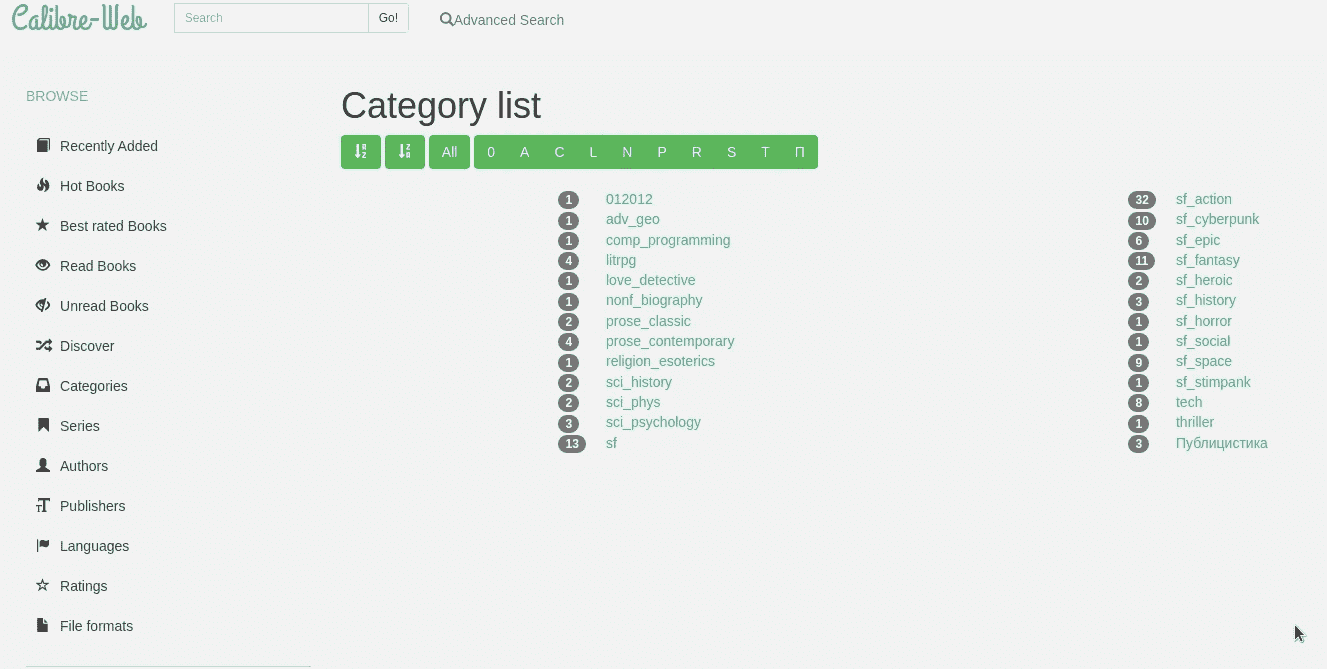 Calibre-Web
Search Go! Advanced Search
BROWSE
Recently Added
Hot Books
Best rated Books
Read Books
Unread Books
Discover
Categories
Series
Authors
Publishers
Languages
Ratings
File formats
Category list
All 0 A C L N P R S T П
1 012012
1 adv_geo
1 comp_programming
4 litrpg
1 love_detective
1 nonf_biography
2 prose_classic
4 prose_contemporary
1 religion_esoterics
2 sci_history
2 sci_phys
3 sci_psychology
13 sf
32 sf_action
10 sf_cyberpunk
6 sf_epic
11 sf_fantasy
2 sf_heroic
3 sf_history
1 sf_horror
1 sf_social
9 sf_space
1 sf_stimpank
8 tech
1 thriller
3 Публицистика